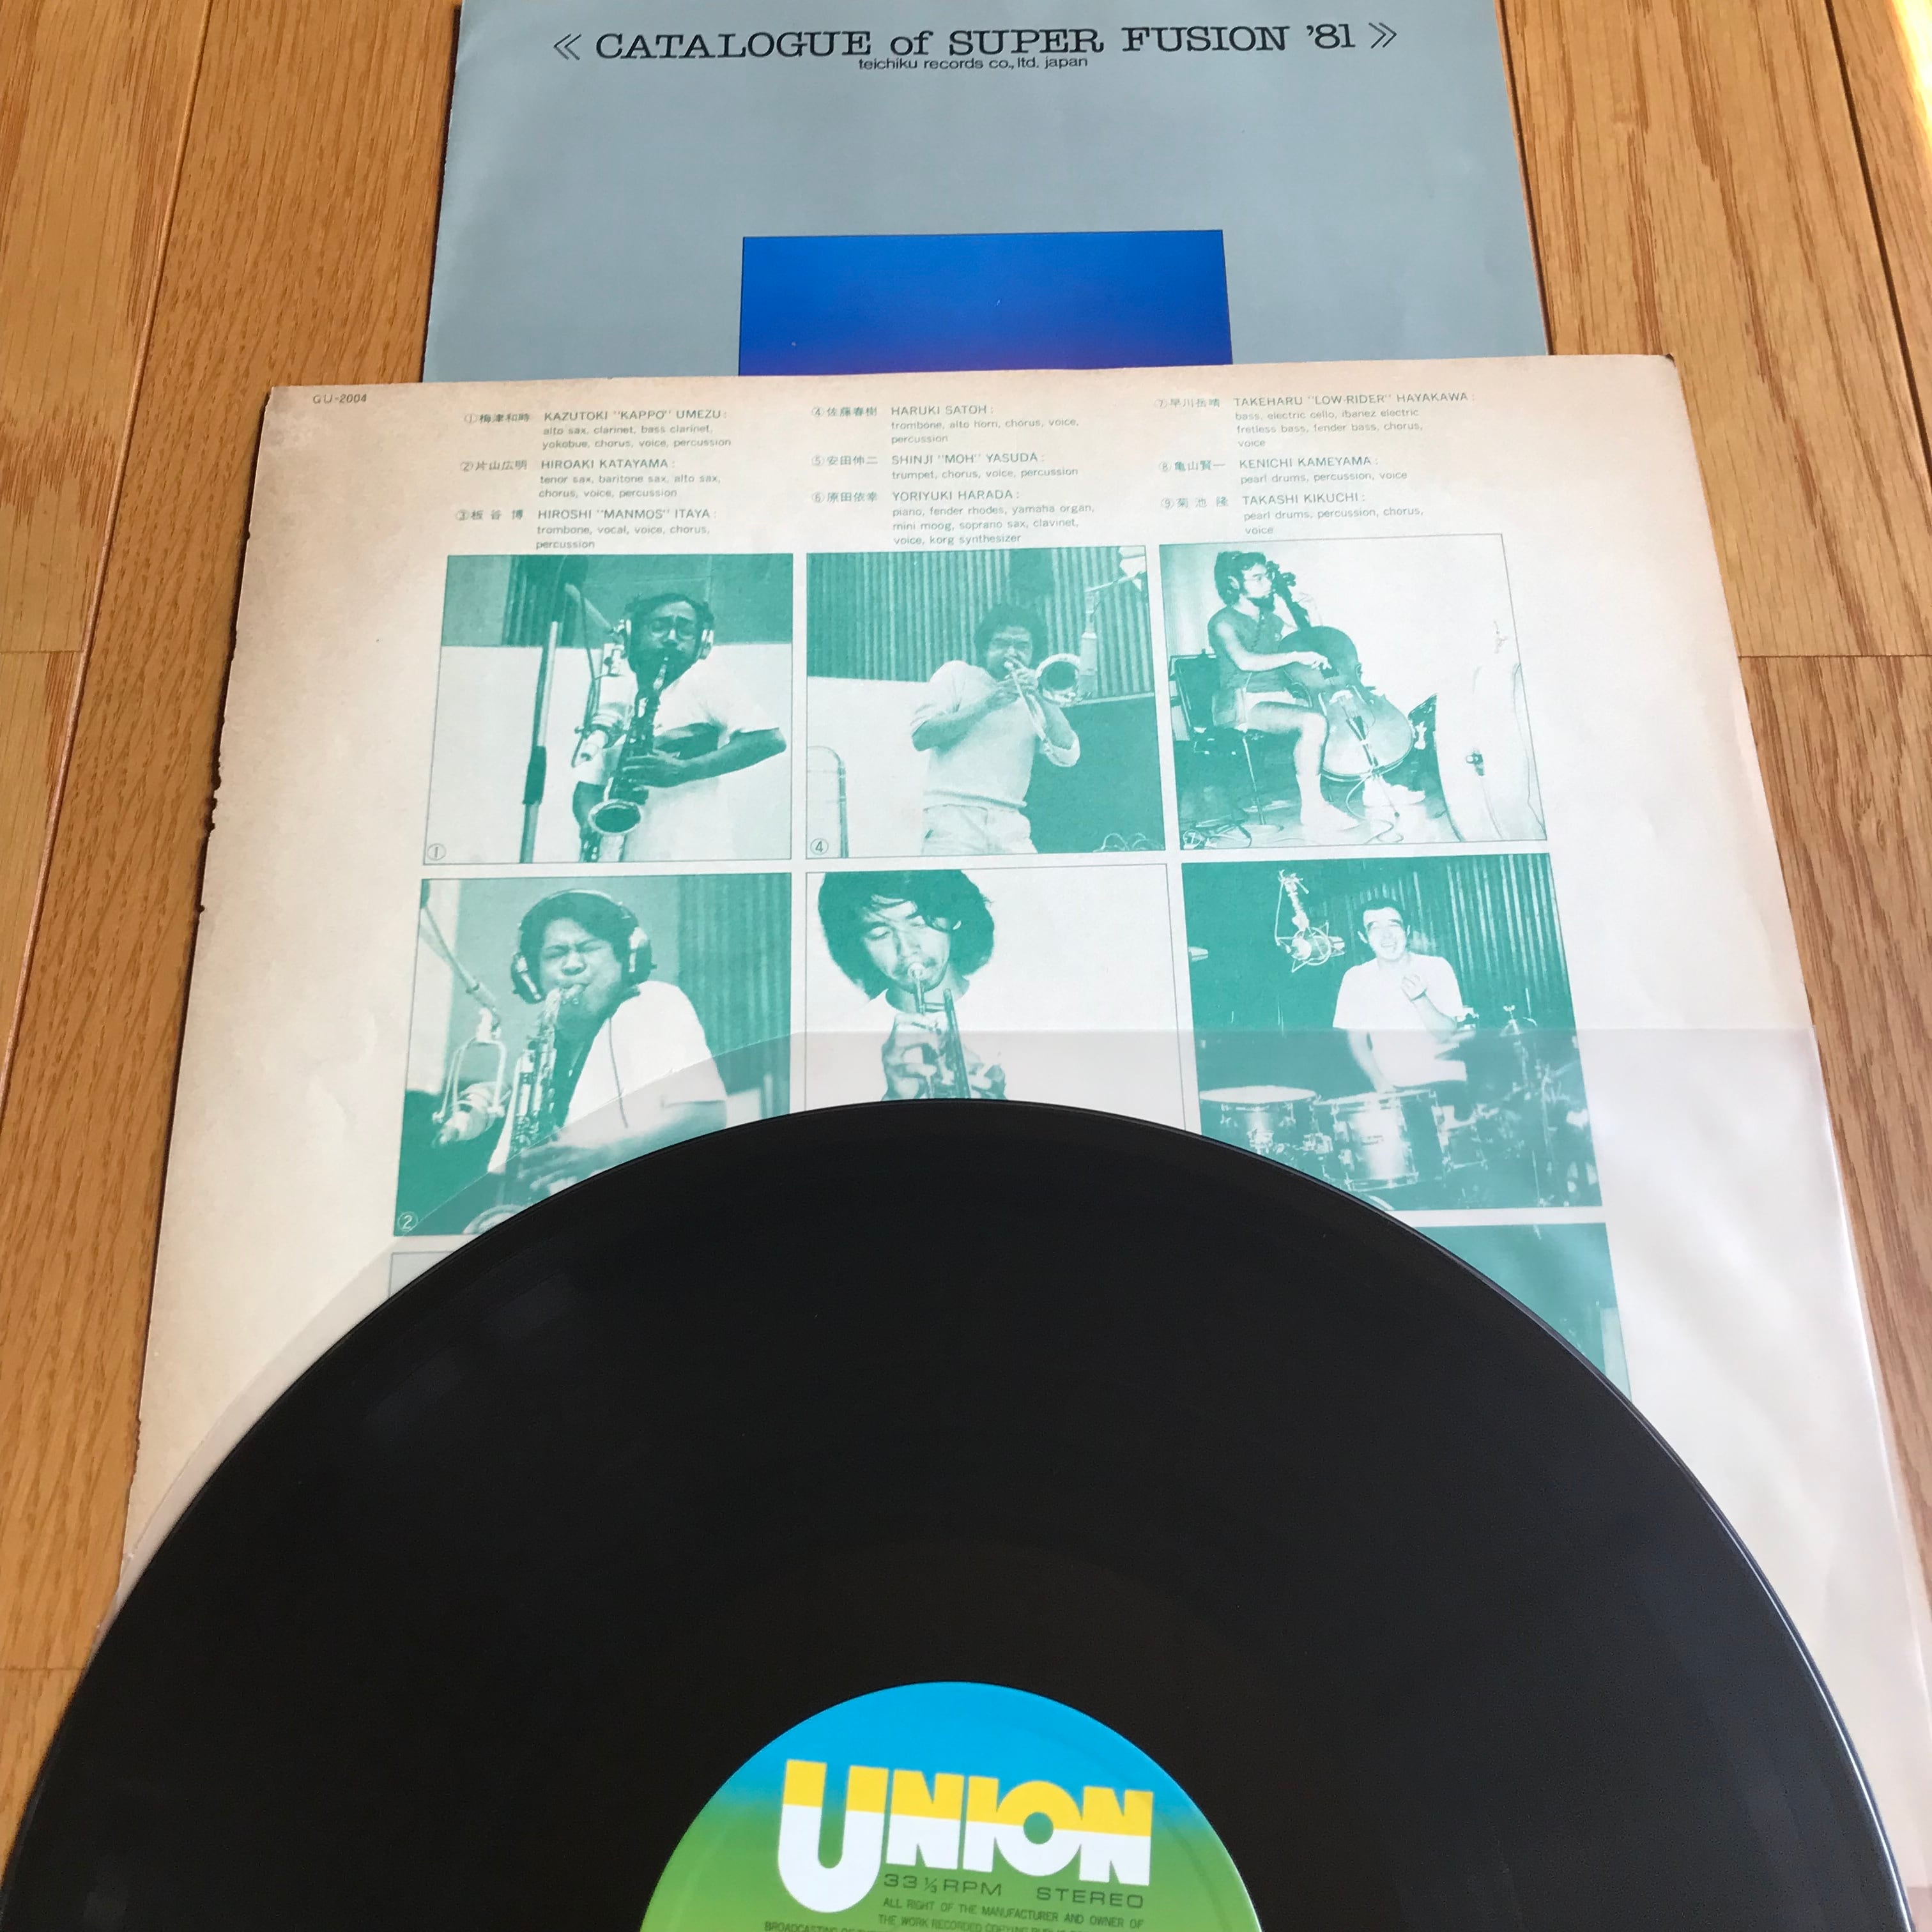 ≪ CATALOGUE of SUPER FUSION '81 ≫
teichiku records co., ltd. japan
GU-2004
①梅津和時 KAZUTOKI "KAPPO" UMEZU:
alto sax, clarinet, bass clarinet,
yokobue, chorus, voice, percussion
②片山広明 HIROAKI KATAYAMA:
tenor sax, baritone sax, alto sax,
chorus, voice, percussion
③板谷博 HIROSHI "MANMOS" ITAYA:
trombone, vocal, voice, chorus,
percussion
④佐藤春樹 HARUKI SATOH:
trombone, alto horn, chorus, voice,
percussion
⑤安田伸二 SHINJI "MOH" YASUDA:
trumpet, chorus, voice, percussion
⑥原田依幸 YORIYUKI HARADA:
piano, fender rhodes, yamaha organ,
mini moog, soprano sax, clavinet,
voice, korg synthesizer
⑦早川岳晴 TAKEHARU "LOW-RIDER" HAYAKAWA:
bass, electric cello, ibanez electric
fretless bass, fender bass, chorus,
voice
⑧亀山賢一 KENICHI KAMEYAMA:
pearl drums, percussion, voice
⑨菊池隆 TAKASHI KIKUCHI:
pearl drums, percussion, chorus,
voice
①
④
⑦
②
UNION
33⅓RPM STEREO
ALL RIGHT OF THE MANUFACTURER AND OWNER OF
THE WORK RECORDED
BROADCASTING